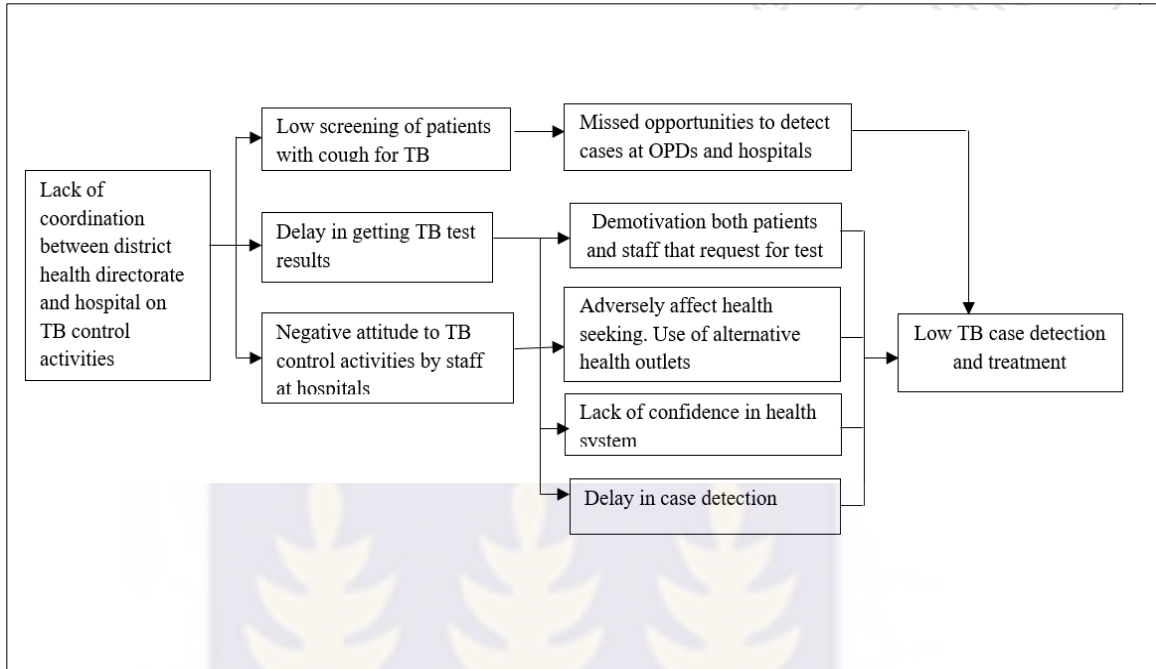 Lack of
coordination
between district
health directorate
and hospital on
TB control
activities
Low screening of patients
with cough for TB
Delay in getting TB test
results
Negative attitude to TB
control activities by staff
at hospitals
Missed opportunities to detect
cases at OPDs and hospitals
Demotivation both patients
and staff that request for test
Adversely affect health
seeking. Use of alternative
health outlets
Lack of confidence in health
system
Delay in case detection
Low TB case detection
and treatment